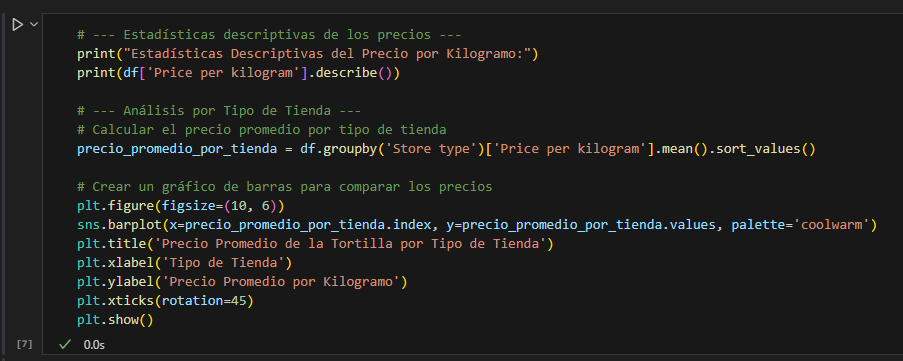 # --- Estadísticas descriptivas de los precios ---
print("Estadísticas Descriptivas del Precio por Kilogramo:")
print(df['Price per kilogram'].describe())
# --- Análisis por Tipo de Tienda ---
# Calcular el precio promedio por tipo de tienda
precio_promedio_por_tienda = df.groupby('Store type')['Price per kilogram'].mean().sort_values()
# Crear un gráfico de barras para comparar los precios
plt.figure(figsize=(10, 6))
sns.barplot(x=precio_promedio_por_tienda.index, y=precio_promedio_por_tienda.values, palette='coolwarm')
plt.title('Precio Promedio de la Tortilla por Tipo de Tienda')
plt.xlabel('Tipo de Tienda')
plt.ylabel('Precio Promedio por Kilogramo')
plt.xticks(rotation=45)
plt.show()
[7] 0.0s